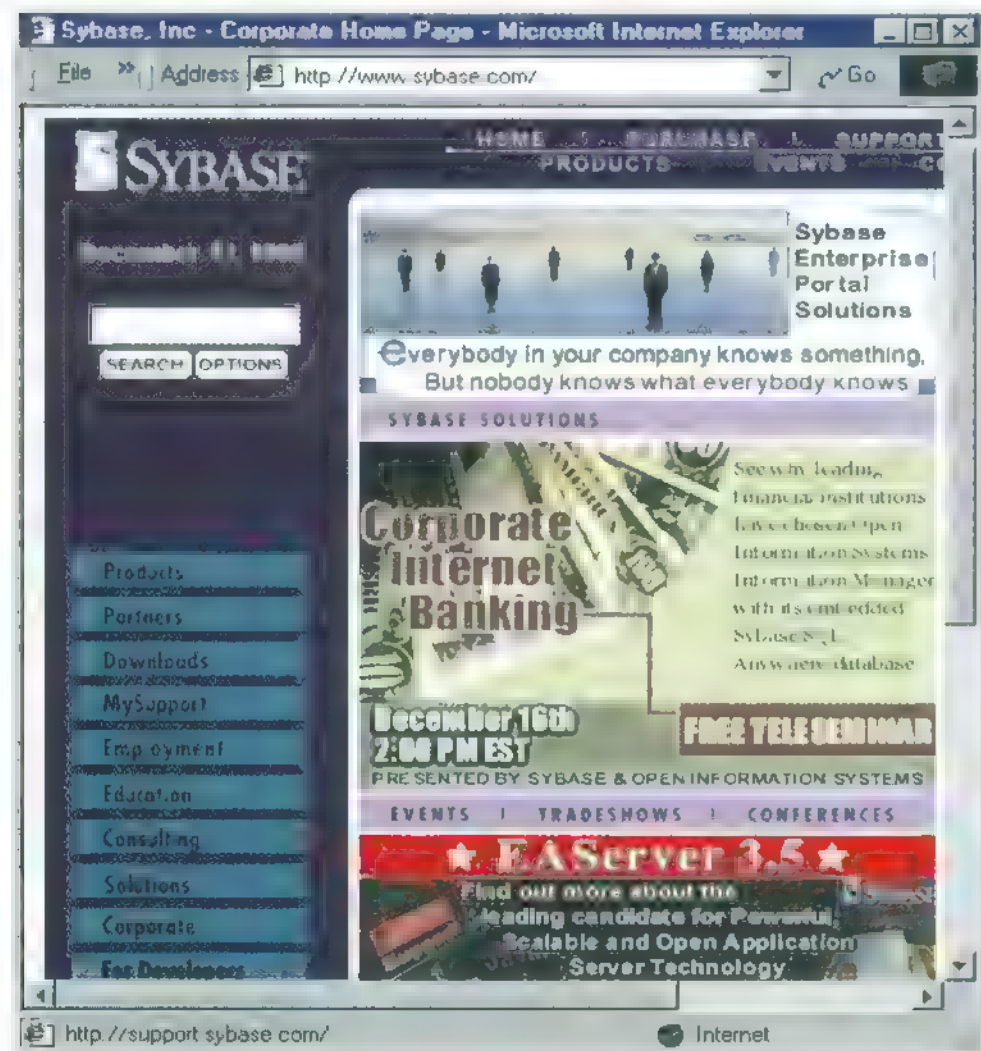 Sybase, Inc - Corporate Home Page - Microsoft Internet Explorer
File » Address http://www.sybase.com/ Go
SYBASE
HOME | PURCHASE | SUPPORT
PRODUCTS EVENTS
SEARCH OPTIONS
Sybase
Enterprise
Portal
Solutions
everybody in your company knows something,
But nobody knows what everybody knows
SYBASE SOLUTIONS
Corporate
Internet
Banking
See why leading
Financial institutions
have chosen Open
Information Systems
Information Manager
with its embedded
Sybase SQL
Anywhere database
December 16th
2:00 PM EST
FREE TELESEMINAR
PRESENTED BY SYBASE & OPEN INFORMATION SYSTEMS
EVENTS | TRADESHOWS | CONFERENCES
EAServer 3.5
Find out more about the
leading candidate for Powerful
Scalable and Open Application
Server Technology
Products
Partners
Downloads
MySupport
Employment
Education
Consulting
Solutions
Corporate
For Developers
http://support.sybase.com/ Internet